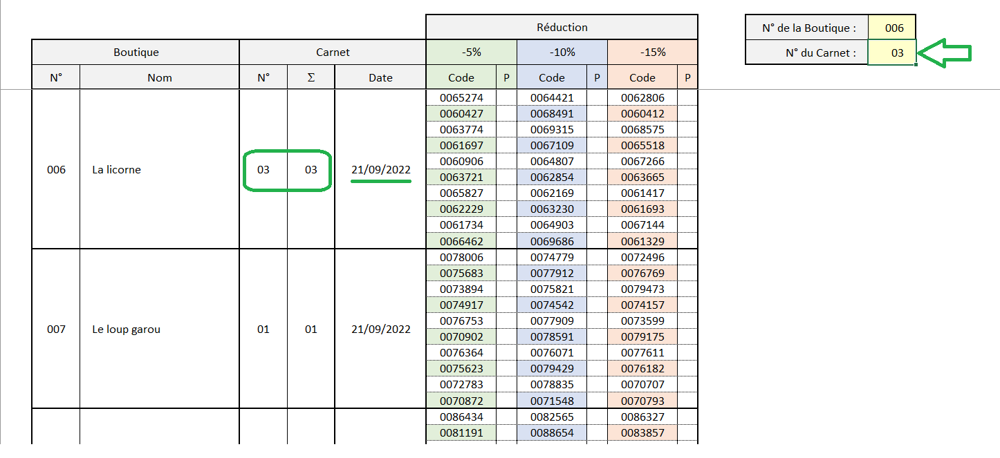 Réduction N° de la Boutique : 006
Boutique Carnet -5% -10% -15% N° du Carnet : 03
N° Nom N° Σ Date Code P Code P Code P
0065274 0064421 0062806
0060427 0068491 0060412
0063774 0069315 0068575
0061697 0067109 0065518
0060906 0064807 0067266
006 La licorne 03 03 21/09/2022
0063721 0062854 0063665
0065827 0062169 0061417
0062229 0063230 0061693
0061734 0064903 0067144
0066462 0069686 0061329
0078006 0074779 0072496
0075683 0077912 0076769
0073894 0075821 0079473
0074917 0074542 0074157
0076753 0077909 0073599
007 Le loup garou 01 01 21/09/2022
0070902 0078591 0079175
0076364 0076071 0077611
0075623 0079429 0076182
0072783 0078835 0070707
0070872 0071548 0070793
0086434 0082565 0086327
0081191 0088654 0083857